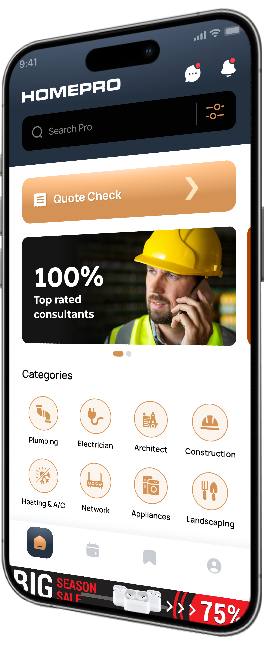 9:41
HOMEPRO
Search Pro
Quote Check
100%
Top rated
consultants
Categories
Plumping
Electrician
Architect
Construction
Heating & A/C
Network
Appliances
Landscaping
BIG SEASON
SALE
75%